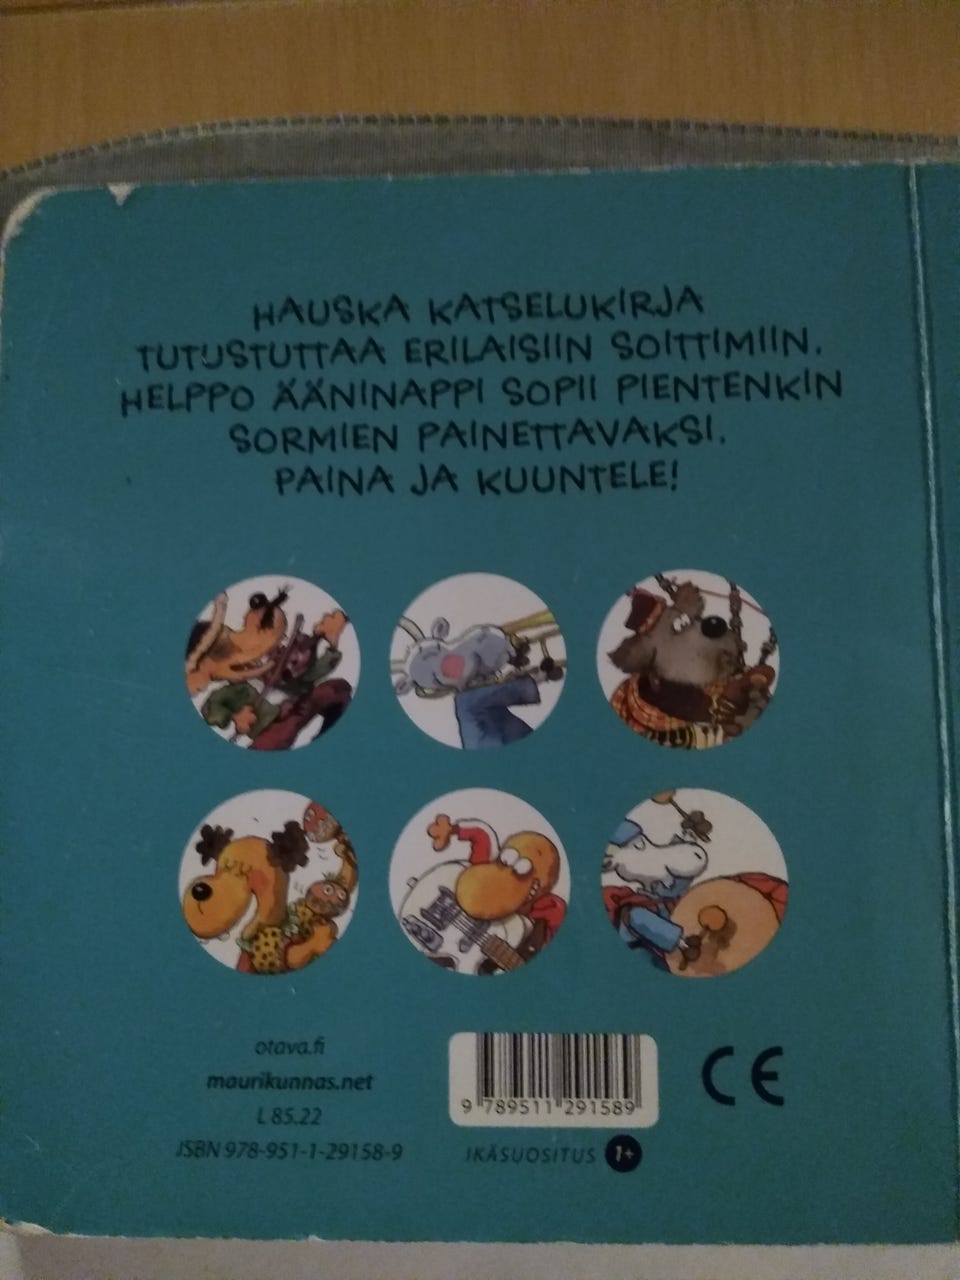 HAUSKA KATSELUKIRJA
TUTUSTUTTAA ERILAISIIN SOITTIMIIN.
HELPPO ÄÄNINAPPI SOPII PIENTENKIN
SORMIEN PAINETTAVAKSI.
PAINA JA KUUNTELE!
otava.fi
maurikunnas.net
L 85.22
ISBN 978-951-1-29158-9
9 789511 291589
IKÄSUOSITUS 1+
CE